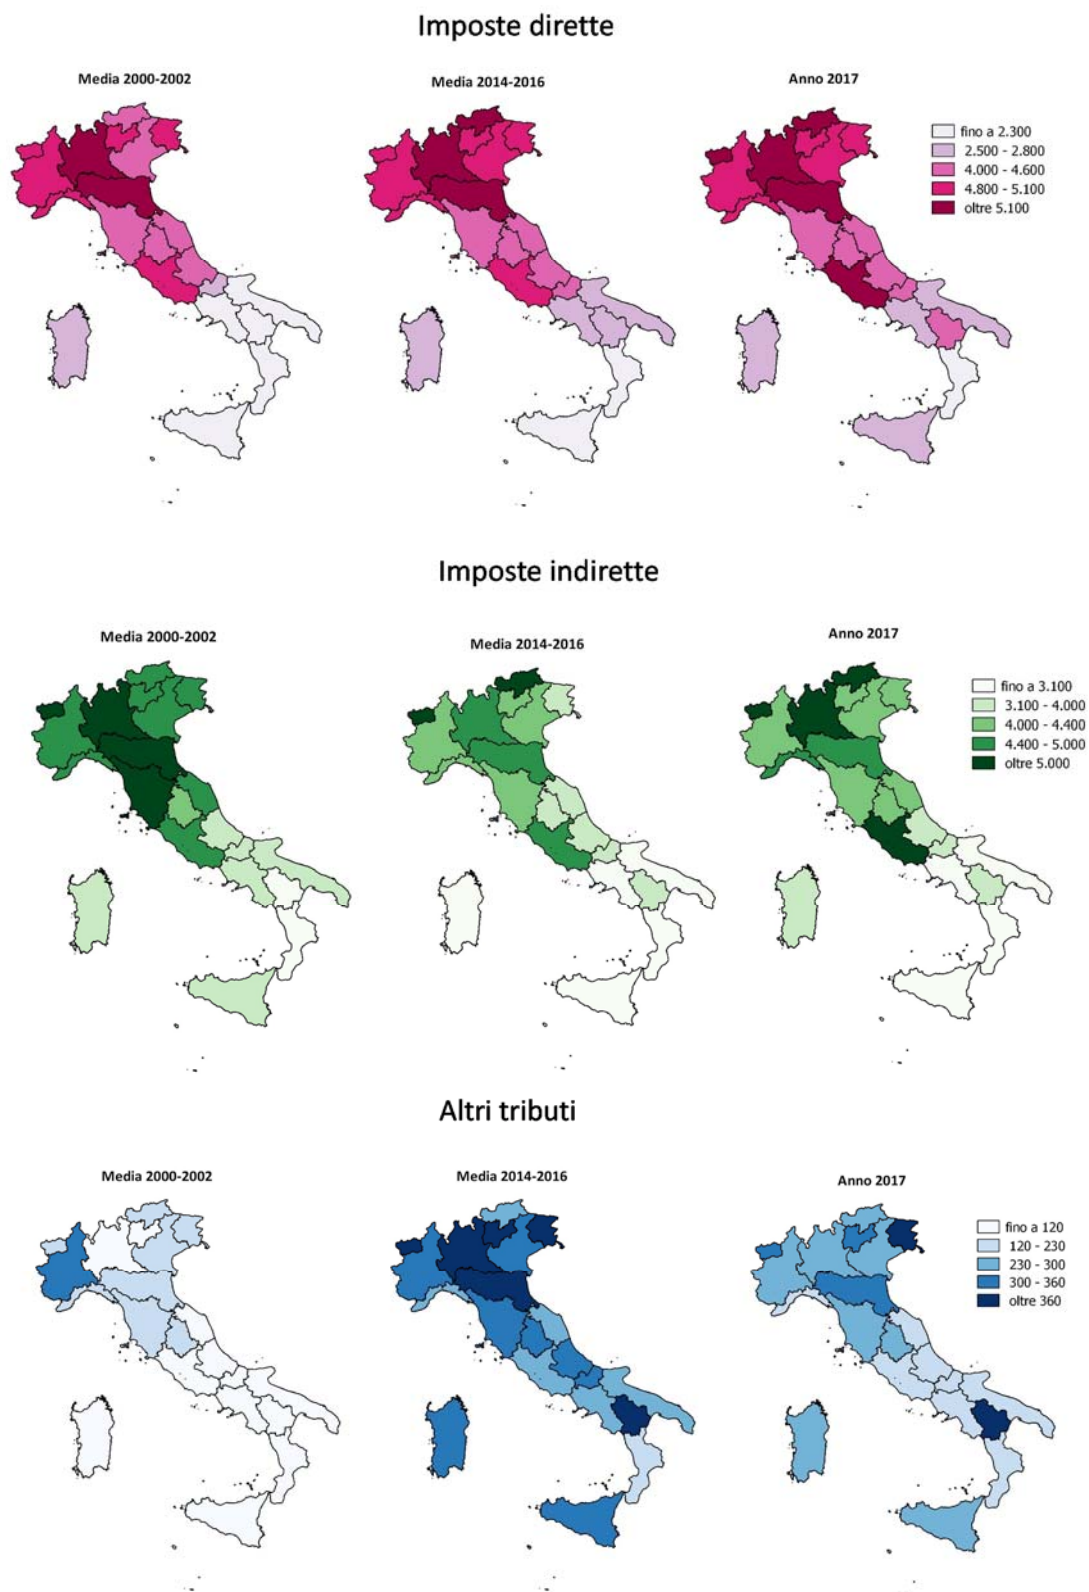 Imposte dirette
Media 2000-2002
Media 2014-2016
Anno 2017
fino a 2.300
2.500 - 2.800
4.000 - 4.600
4.800 - 5.100
oltre 5.100
Imposte indirette
Media 2000-2002
Media 2014-2016
Anno 2017
fino a 3.100
3.100 - 4.000
4.000 - 4.400
4.400 - 5.000
oltre 5.000
Altri tributi
Media 2000-2002
Media 2014-2016
Anno 2017
fino a 120
120 - 230
230 - 300
300 - 360
oltre 360